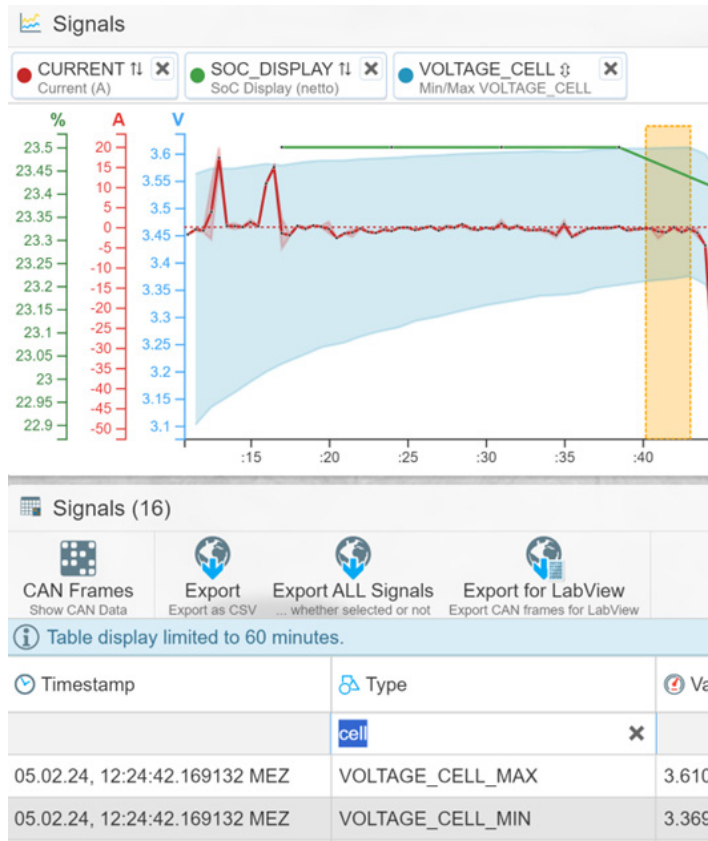 Signals
CURRENT ⇅ ✕ SOC_DISPLAY ⇅ ✕ VOLTAGE_CELL ⇳ ✕
Current (A) SoC Display (netto) Min/Max VOLTAGE_CELL
% A V
23.5 20 3.6
23.45 15 3.55
23.4 10 3.5
23.35 5 3.45
23.3 0 3.4
23.25 -5 3.35
23.2 -10 3.3
23.15 -15 3.25
23.1 -20 3.2
23.05 -25 3.15
23 -30 3.1
22.95 -35
22.9 -40
-45
-50
:15 :20 :25 :30 :35 :40
Signals (16)
CAN Frames Export Export ALL Signals Export for LabView
Show CAN Data Export as CSV ... whether selected or not Export CAN frames for LabView
Table display limited to 60 minutes.
Timestamp Type Va
cell
05.02.24, 12:24:42.169132 MEZ VOLTAGE_CELL_MAX 3.610
05.02.24, 12:24:42.169132 MEZ VOLTAGE_CELL_MIN 3.369